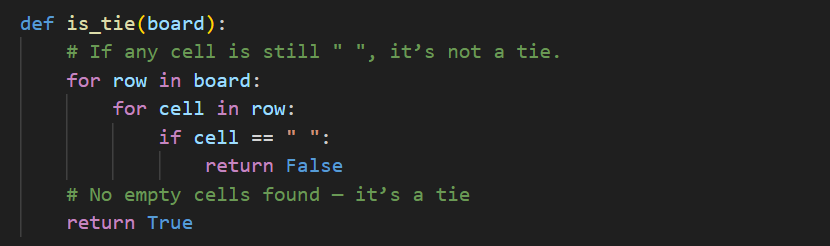 def is_tie(board):
    # If any cell is still " ", it’s not a tie.
    for row in board:
        for cell in row:
            if cell == " ":
                return False
    # No empty cells found — it’s a tie
    return True